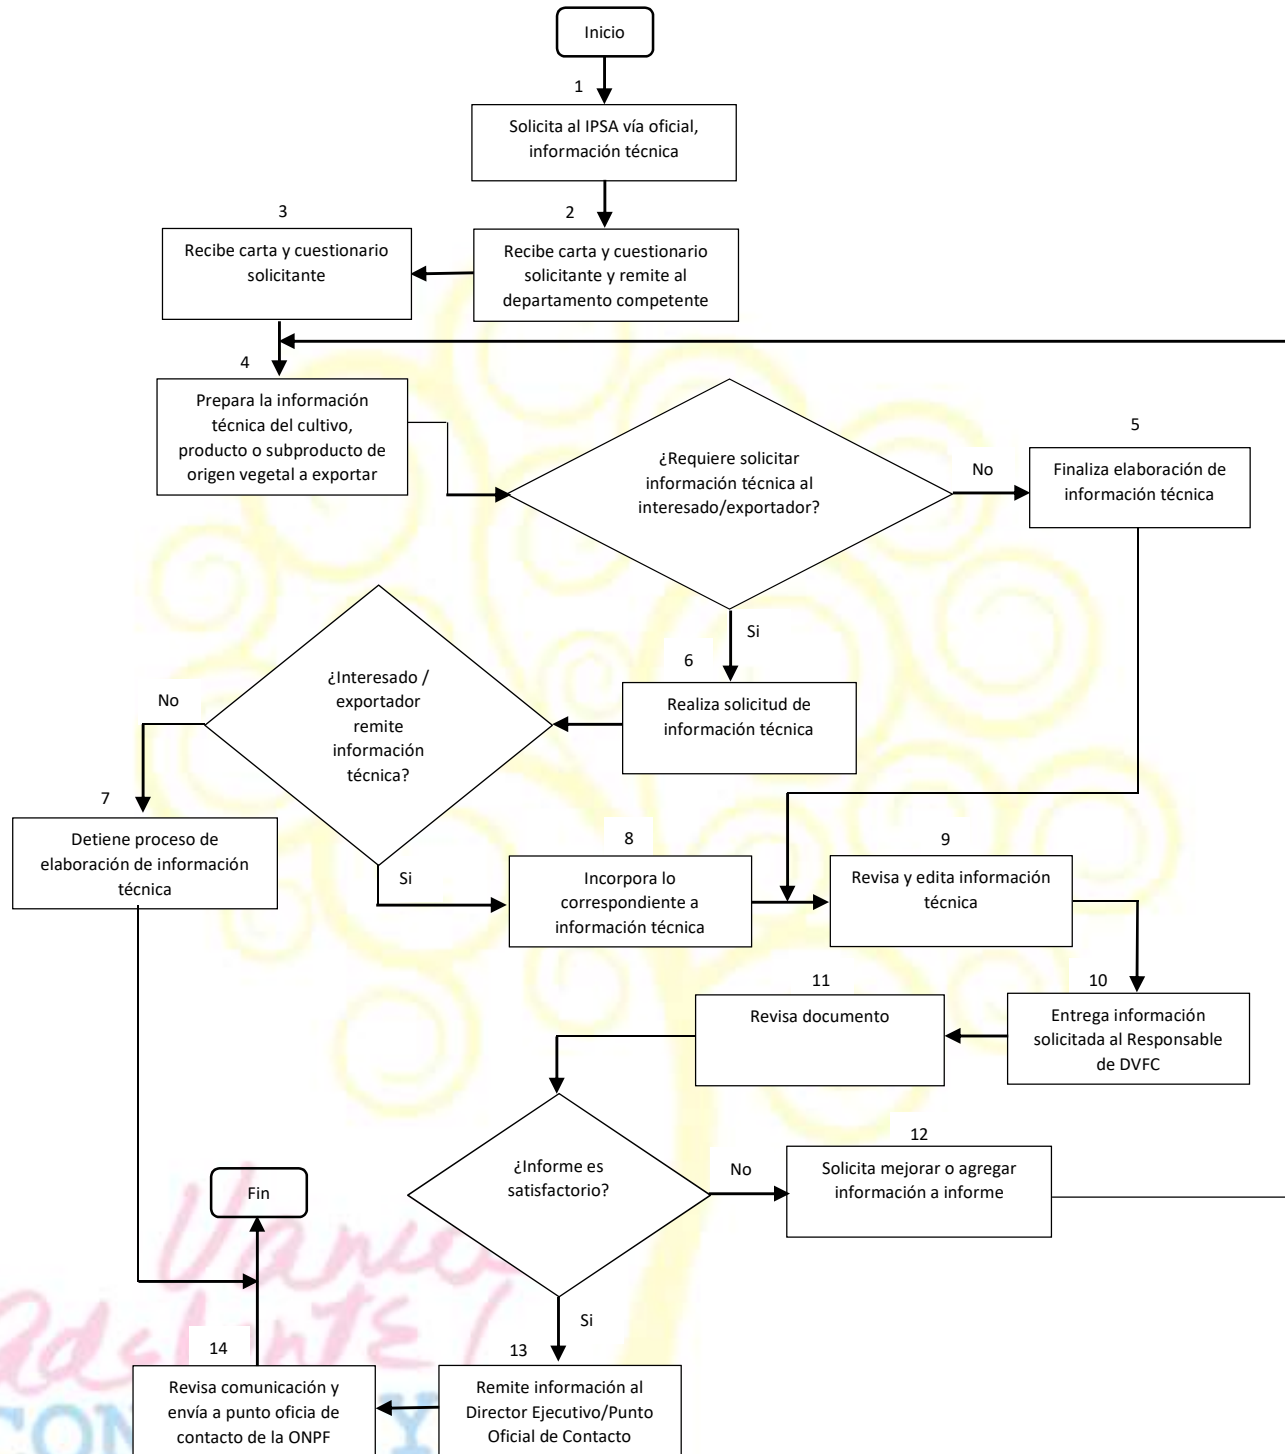 Inicio
1
Solicita al IPSA vía oficial,
información técnica
2
Recibe carta y cuestionario
solicitante y remite al
departamento competente
3
Recibe carta y cuestionario
solicitante
4
Prepara la información
técnica del cultivo,
producto o subproducto de
origen vegetal a exportar
¿Requiere solicitar
información técnica al
interesado/exportador?
No
5
Finaliza elaboración de
información técnica
Si
6
Realiza solicitud de
información técnica
¿Interesado /
exportador
remite
información
técnica?
No
7
Detiene proceso de
elaboración de información
técnica
Si
8
Incorpora lo
correspondiente a
información técnica
9
Revisa y edita información
técnica
10
Entrega información
solicitada al Responsable
de DVFC
11
Revisa documento
¿Informe es
satisfactorio?
No
12
Solicita mejorar o agregar
información a informe
Si
13
Remite información al
Director Ejecutivo/Punto
Oficial de Contacto
14
Revisa comunicación y
envía a punto oficia de
contacto de la ONPF
Fin